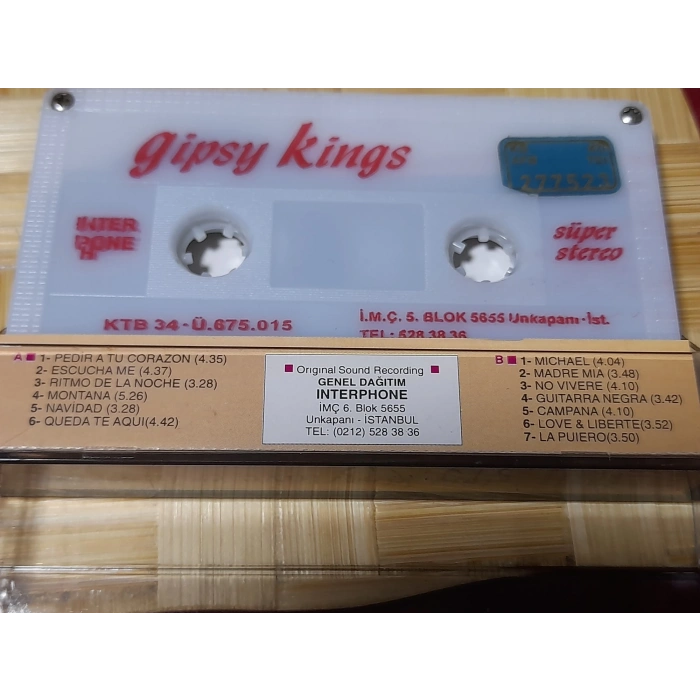 gipsy kings
277573
INTER
PONE
süper
stereo
KTB 34-Ü.675.015
İ.M.Ç. 5. BLOK 5655 Unkapanı-İst.
TEL: 528 38 36
A ■ 1- PEDIR A TU CORAZON (4.35)
2- ESCUCHA ME (4.37)
3- RITMO DE LA NOCHE (3.28)
4- MONTANA (5.26)
5- NAVIDAD (3.28)
6- QUEDA TE AQUI(4.42)
■ Original Sound Recording ■
GENEL DAĞITIM
INTERPHONE
İMÇ 6. Blok 5655
Unkapanı - İSTANBUL
TEL: (0212) 528 38 36
B ■ 1- MICHAEL (4.04)
2- MADRE MIA (3.48)
3- NO VIVERE (4.10)
4- GUITARRA NEGRA (3.42)
5- CAMPANA (4.10)
6- LOVE & LIBERTE(3.52)
7- LA PUIERO(3.50)